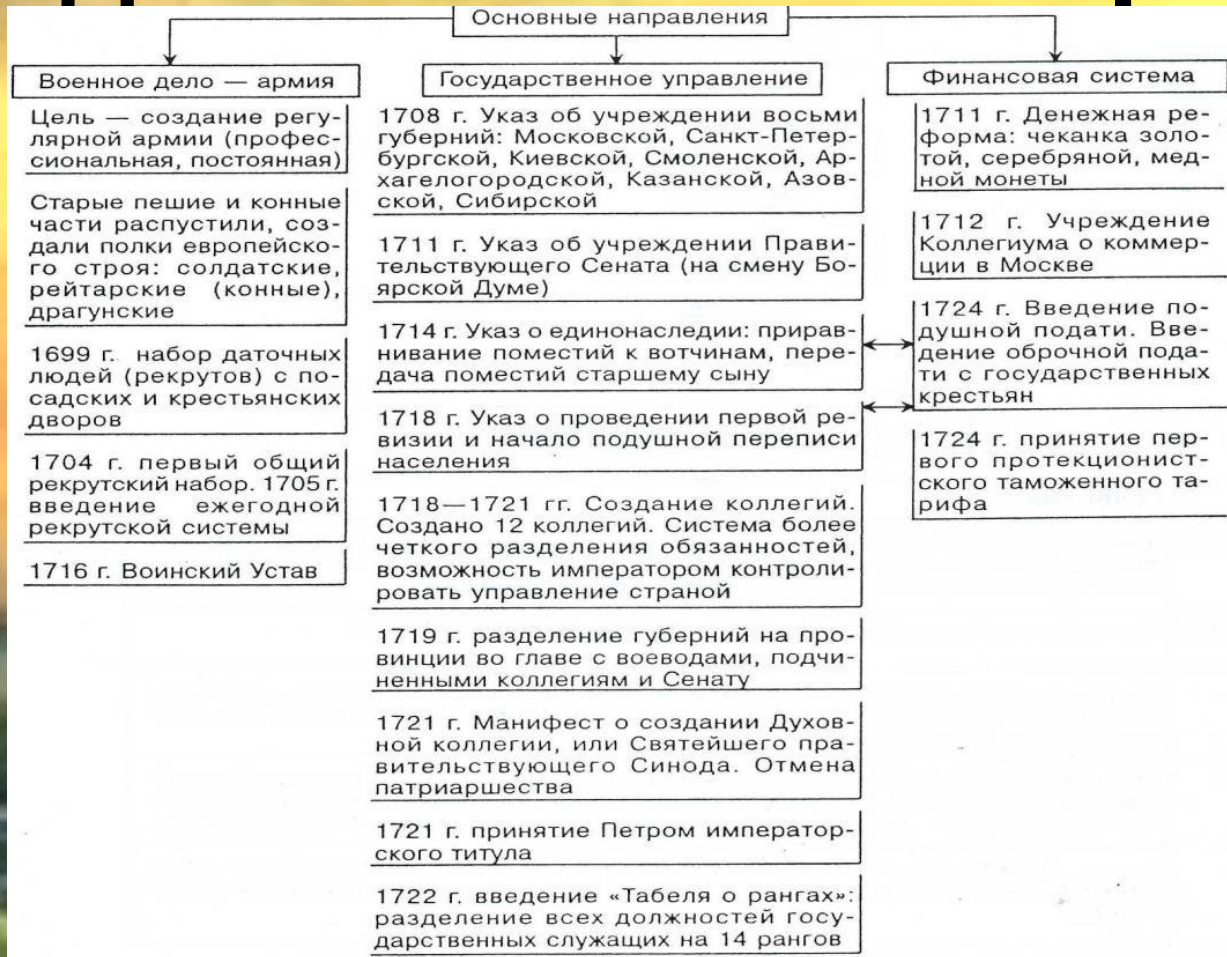 Основные направления
Военное дело — армия
Цель — создание регу-
лярной армии (профес-
сиональная, постоянная)
Старые пешие и конные
части распустили, соз-
дали полки европейско-
го строя: солдатские,
рейтарские (конные),
драгунские
1699 г. набор даточных
людей (рекрутов) с по-
садских и крестьянских
дворов
1704 г. первый общий
рекрутский набор. 1705 г.
введение ежегодной
рекрутской системы
1716 г. Воинский Устав
Государственное управление
1708 г. Указ об учреждении восьми
губерний: Московской, Санкт-Петер-
бургской, Киевской, Смоленской, Ар-
хагелогородской, Казанской, Азов-
ской, Сибирской
1711 г. Указ об учреждении Прави-
тельствующего Сената (на смену Бо-
ярской Думе)
1714 г. Указ о единонаследии: прирав-
нивание поместий к вотчинам, пере-
дача поместий старшему сыну
1718 г. Указ о проведении первой ре-
визии и начало подушной переписи
населения
1718—1721 гг. Создание коллегий.
Создано 12 коллегий. Система более
четкого разделения обязанностей,
возможность императором контроли-
ровать управление страной
1719 г. разделение губерний на про-
винции во главе с воеводами, подчи-
ненными коллегиям и Сенату
1721 г. Манифест о создании Духов-
ной коллегии, или Святейшего пра-
вительствующего Синода. Отмена
патриаршества
1721 г. принятие Петром император-
ского титула
1722 г. введение «Табеля о рангах»:
разделение всех должностей госу-
дарственных служащих на 14 рангов
Финансовая система
1711 г. Денежная ре-
форма: чеканка золо-
той, серебряной, мед-
ной монеты
1712 г. Учреждение
Коллегиума о коммер-
ции в Москве
1724 г. Введение по-
душной подати. Вве-
дение оброчной пода-
ти с государственных
крестьян
1724 г. принятие пер-
вого протекционист-
ского таможенного та-
рифа